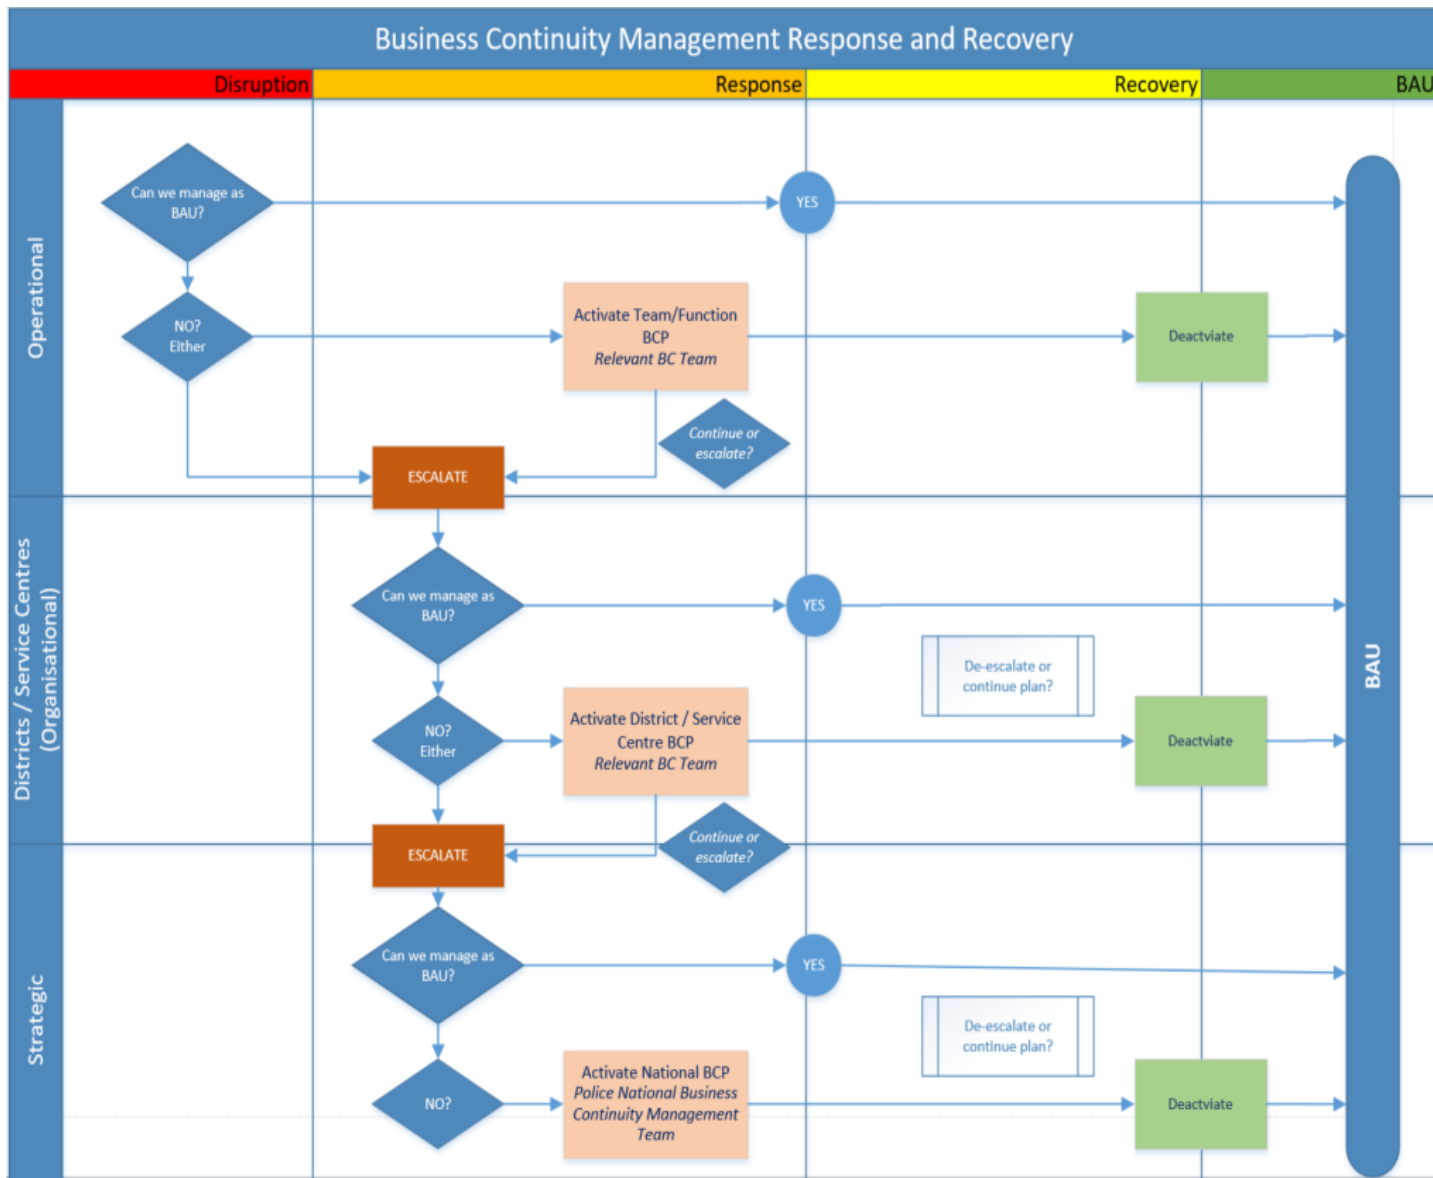 Business Continuity Management Response and Recovery
Disruption
Response
Recovery
BAU
Operational
Can we manage as
BAU?
YES
NO?
Either
Activate Team/Function
BCP
Relevant BC Team
Deactviate
Continue or
escalate?
ESCALATE
Districts / Service Centres
(Organisational)
Can we manage as
BAU?
YES
De-escalate or
continue plan?
BAU
NO?
Either
Activate District / Service
Centre BCP
Relevant BC Team
Deactviate
Continue or
escalate?
ESCALATE
Strategic
Can we manage as
BAU?
YES
De-escalate or
continue plan?
NO?
Activate National BCP
Police National Business
Continuity Management
Team
Deactviate